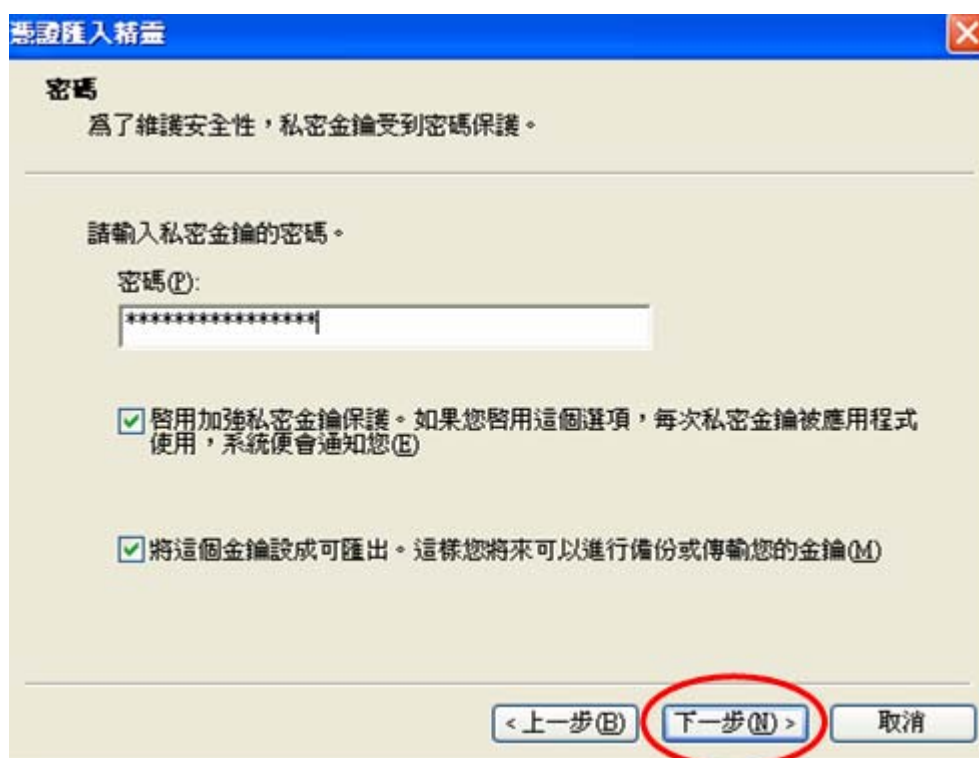 憑證匯入精靈
密碼
為了維護安全性，私密金鑰受到密碼保護。
請輸入私密金鑰的密碼。
密碼(P):
****************
啓用加強私密金鑰保護。如果您啓用這個選項，每次私密金鑰被應用程式
使用，系統便會通知您(E)
將這個金鑰設成可匯出。這樣您將來可以進行備份或傳輸您的金鑰(M)
<上一步(B) 下一步(N)> 取消